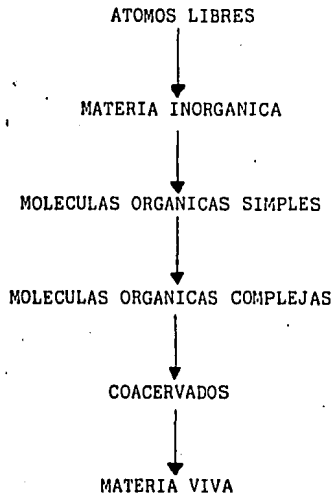 ATOMOS LIBRES
MATERIA INORGANICA
MOLECULAS ORGANICAS SIMPLES
MOLECULAS ORGANICAS COMPLEJAS
COACERVADOS
MATERIA VIVA